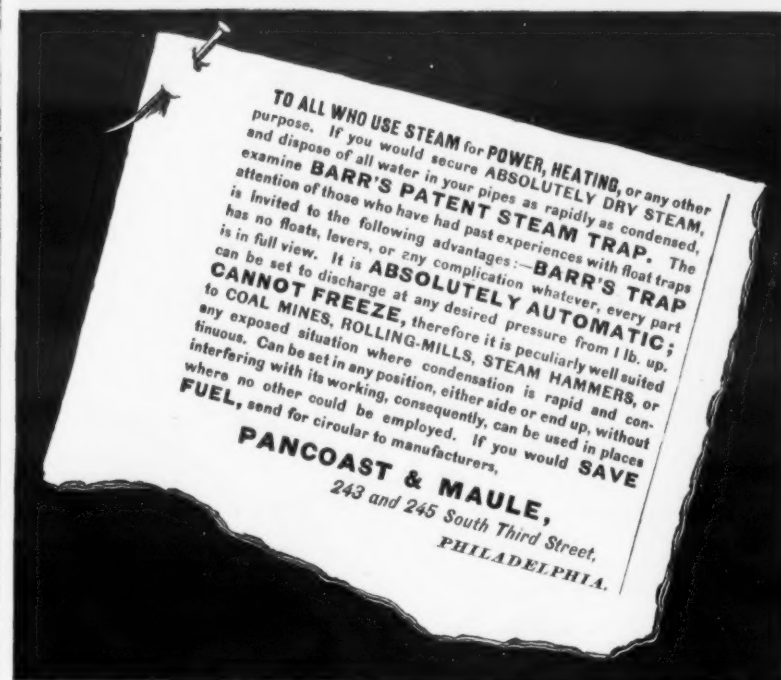 TO ALL WHO USE STEAM for POWER, HEATING, or any other
purpose. If you would secure ABSOLUTELY DRY STEAM,
and dispose of all water in your pipes as rapidly as condensed,
examine BARR'S PATENT STEAM TRAP. The
attention of those who have had past experiences with float traps
is invited to the following advantages:—BARR'S TRAP
has no floats, levers, or any complication whatever, every part
is in full view. It is ABSOLUTELY AUTOMATIC;
can be set to discharge at any desired pressure from 1 lb. up.
CANNOT FREEZE, therefore it is peculiarly well suited
to COAL MINES, ROLLING-MILLS, STEAM HAMMERS, or
any exposed situation where condensation is rapid and con-
tinuous. Can be set in any position, either side or end up, without
interfering with its working, consequently, can be used in places
where no other could be employed. If you would SAVE
FUEL, send for circular to manufacturers,
PANCOAST & MAULE,
243 and 245 South Third Street,
PHILADELPHIA.